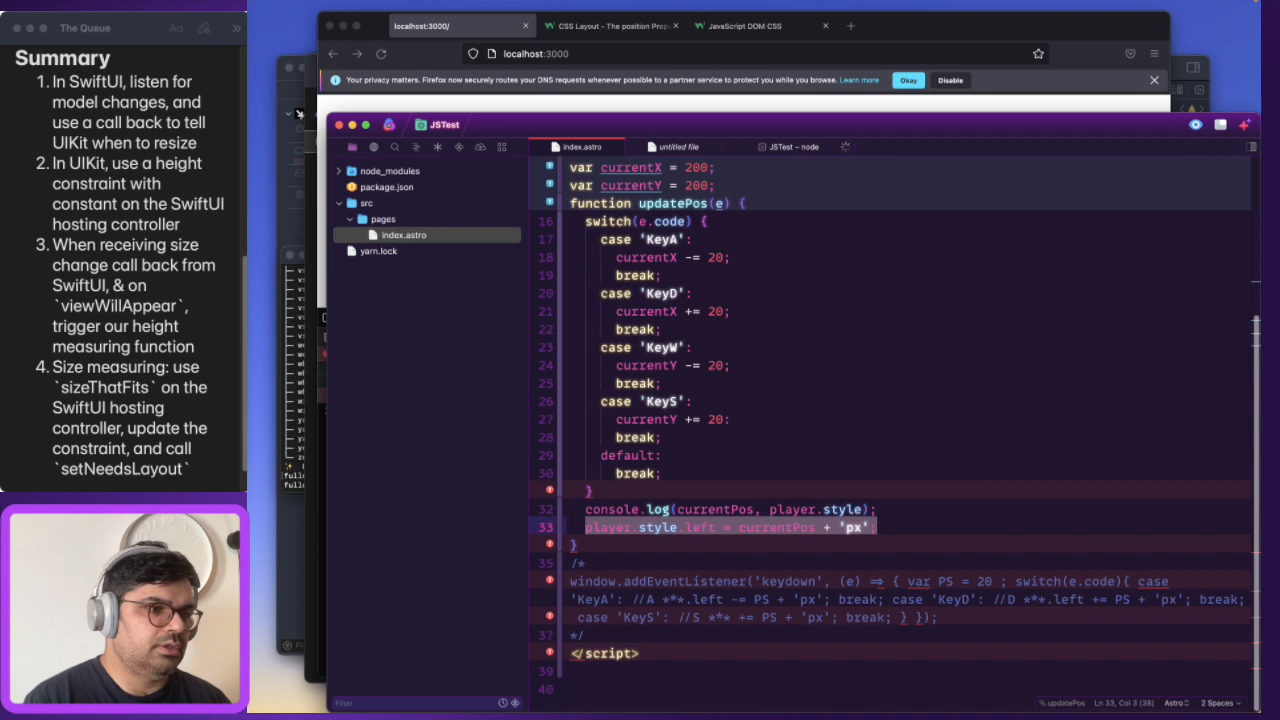 The Queue
Aa
Summary
1. In SwiftUI, listen for
model changes, and
use a call back to tell
UIKit when to resize
2. In UIKit, use a height
constraint with
constant on the SwiftUI
hosting controller
3. When receiving size
change call back from
SwiftUI, & on
`viewWillAppear`,
trigger our height
measuring function
4. Size measuring: use
`sizeThatFits` on the
SwiftUI hosting
controller, update the
constraint, and call
`setNeedsLayout`
localhost:3000/
CSS Layout - The position Prop
JavaScript DOM CSS
localhost:3000
Your privacy matters. Firefox now securely routes your DNS requests whenever possible to a partner service to protect you while you browse. Learn more
Okay
Disable
JSTest
index.astro
untitled file
JSTest – node
node_modules
package.json
src
pages
index.astro
yarn.lock
var currentX = 200;
var currentY = 200;
function updatePos(e) {
16 switch(e.code) {
17 case 'KeyA':
18 currentX -= 20;
19 break;
20 case 'KeyD':
21 currentX += 20;
22 break;
23 case 'KeyW':
24 currentY -= 20;
25 break;
26 case 'KeyS':
27 currentY += 20:
28 break;
29 default:
30 break;
}
32 console.log(currentPos, player.style);
33 player.style.left = currentPos + 'px';
}
35 /*
window.addEventListener('keydown', (e) => { var PS = 20 ; switch(e.code){ case
'KeyA': //A ***.left -= PS + 'px'; break; case 'KeyD': //D ***.left += PS + 'px'; break;
case 'KeyS': //S *** += PS + 'px'; break; } });
37 */
</script>
39
40
Filter
updatePos
Ln 33, Col 3 (38)
Astro
2 Spaces